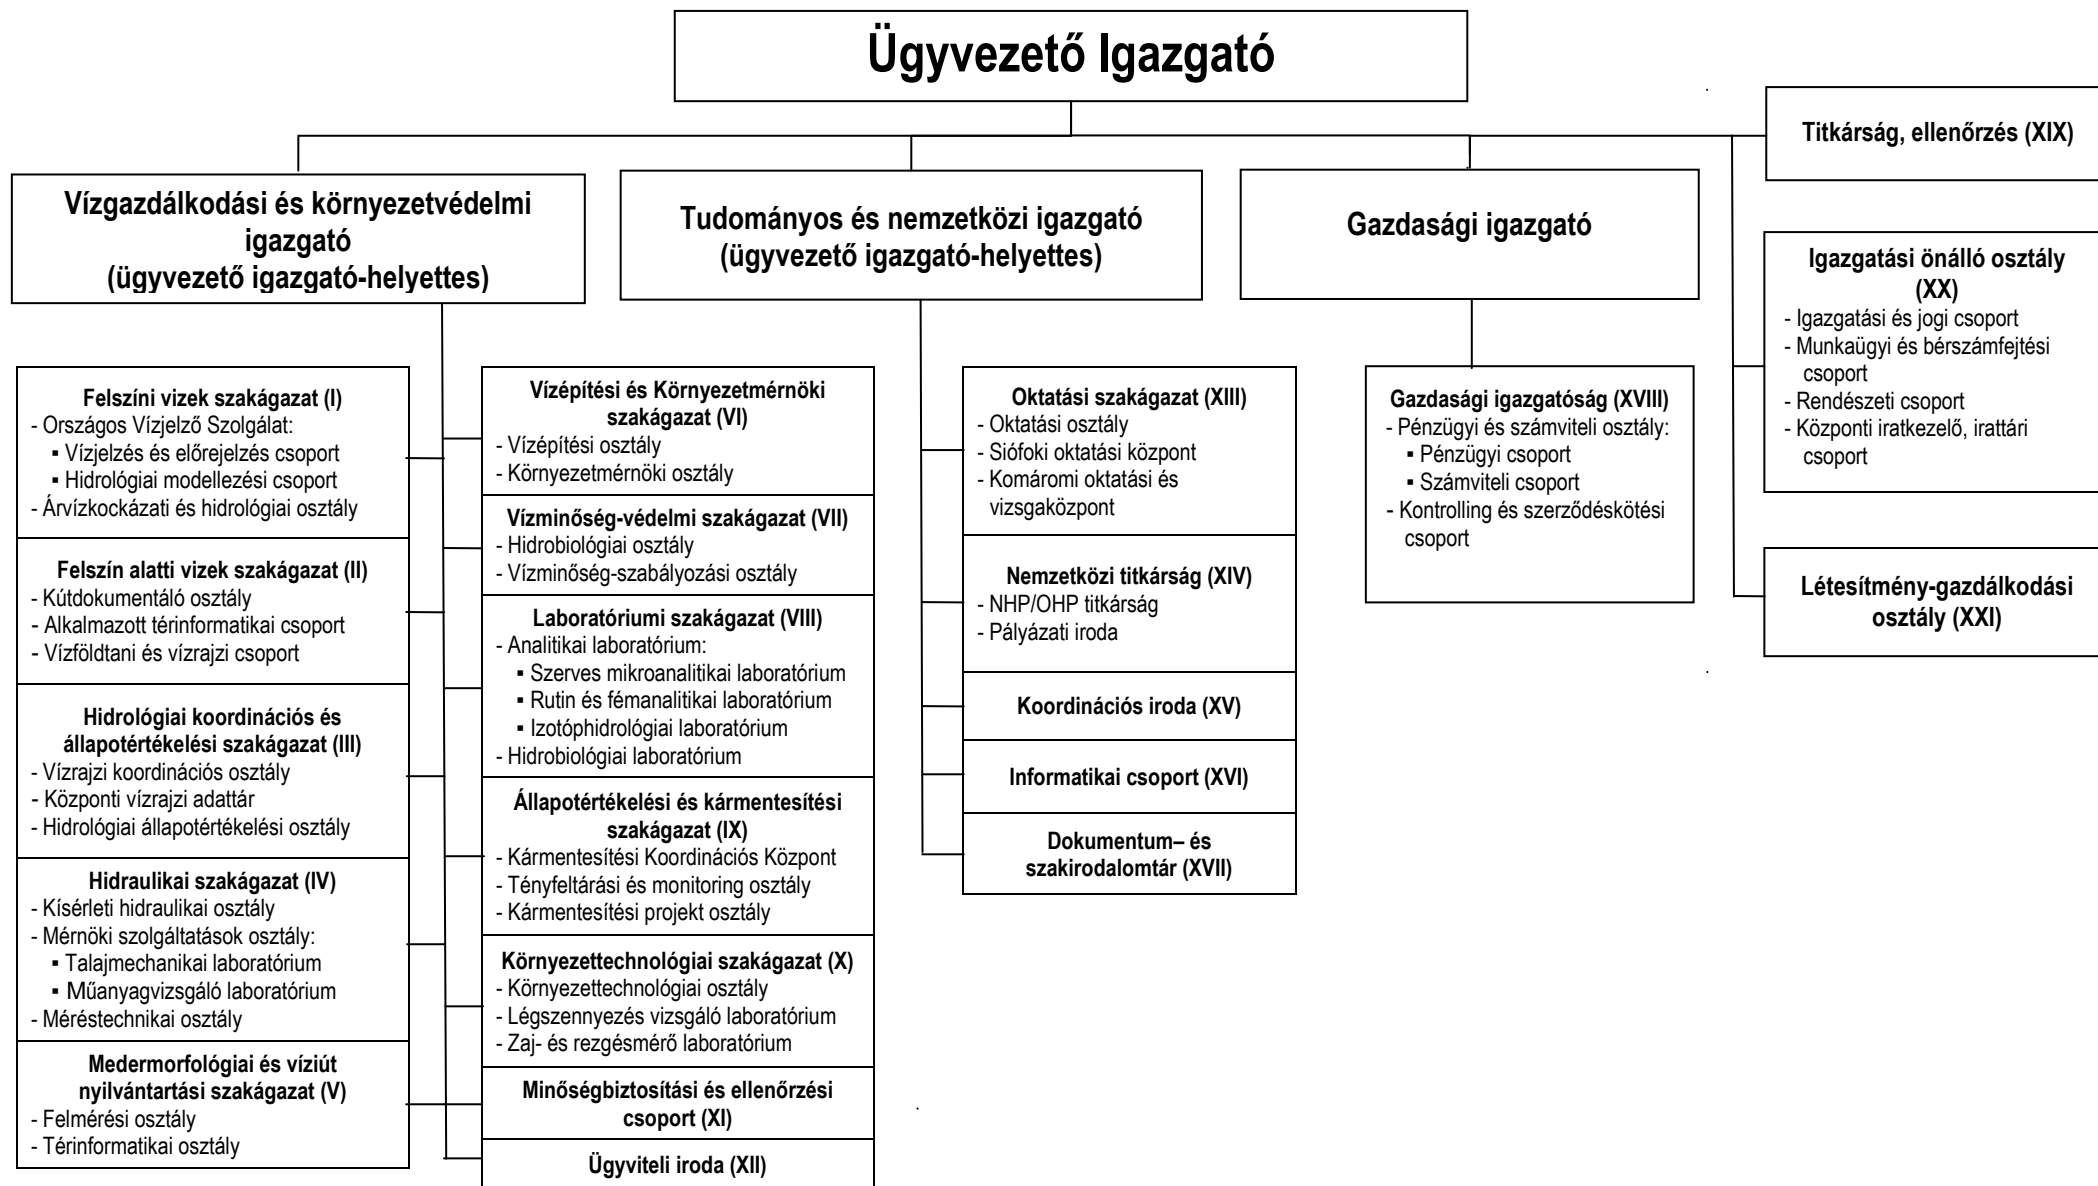 Ügyvezető Igazgató
Titkárság, ellenőrzés (XIX)
Vízgazdálkodási és környezetvédelmi
igazgató
(ügyvezető igazgató-helyettes)
Tudományos és nemzetközi igazgató
(ügyvezető igazgató-helyettes)
Gazdasági igazgató
Igazgatási önálló osztály
(XX)
- Igazgatási és jogi csoport
- Munkaügyi és bérszámfejtési
csoport
- Rendészeti csoport
- Központi iratkezelő, irattári
csoport
Létesítmény-gazdálkodási
osztály (XXI)
Felszíni vizek szakágazat (I)
- Országos Vízjelző Szolgálat:
▪ Vízjelzés és előrejelzés csoport
▪ Hidrológiai modellezési csoport
- Árvízkockázati és hidrológiai osztály
Felszín alatti vizek szakágazat (II)
- Kútdokumentáló osztály
- Alkalmazott térinformatikai csoport
- Vízföldtani és vízrajzi csoport
Hidrológiai koordinációs és
állapotértékelési szakágazat (III)
- Vízrajzi koordinációs osztály
- Központi vízrajzi adattár
- Hidrológiai állapotértékelési osztály
Hidraulikai szakágazat (IV)
- Kísérleti hidraulikai osztály
- Mérnöki szolgáltatások osztály:
▪ Talajmechanikai laboratórium
▪ Műanyagvizsgáló laboratórium
- Méréstechnikai osztály
Medermorfológiai és víziút
nyilvántartási szakágazat (V)
- Felmérési osztály
- Térinformatikai osztály
Vízépítési és Környezetmérnöki
szakágazat (VI)
- Vízépítési osztály
- Környezetmérnöki osztály
Vízminőség-védelmi szakágazat (VII)
- Hidrobiológiai osztály
- Vízminőség-szabályozási osztály
Laboratóriumi szakágazat (VIII)
- Analitikai laboratórium:
▪ Szerves mikroanalitikai laboratórium
▪ Rutin és fémanalitikai laboratórium
▪ Izotóphidrológiai laboratórium
- Hidrobiológiai laboratórium
Állapotértékelési és kármentesítési
szakágazat (IX)
- Kármentesítési Koordinációs Központ
- Tényfeltárási és monitoring osztály
- Kármentesítési projekt osztály
Környezettechnológiai szakágazat (X)
- Környezettechnológiai osztály
- Légszennyezés vizsgáló laboratórium
- Zaj- és rezgésmérő laboratórium
Minőségbiztosítási és ellenőrzési
csoport (XI)
Ügyviteli iroda (XII)
Oktatási szakágazat (XIII)
- Oktatási osztály
- Siófoki oktatási központ
- Komáromi oktatási és
vizsgaközpont
Nemzetközi titkárság (XIV)
- NHP/OHP titkárság
- Pályázati iroda
Koordinációs iroda (XV)
Informatikai csoport (XVI)
Dokumentum– és
szakirodalomtár (XVII)
Gazdasági igazgatóság (XVIII)
- Pénzügyi és számviteli osztály:
▪ Pénzügyi csoport
▪ Számviteli csoport
- Kontrolling és szerződéskötési
csoport